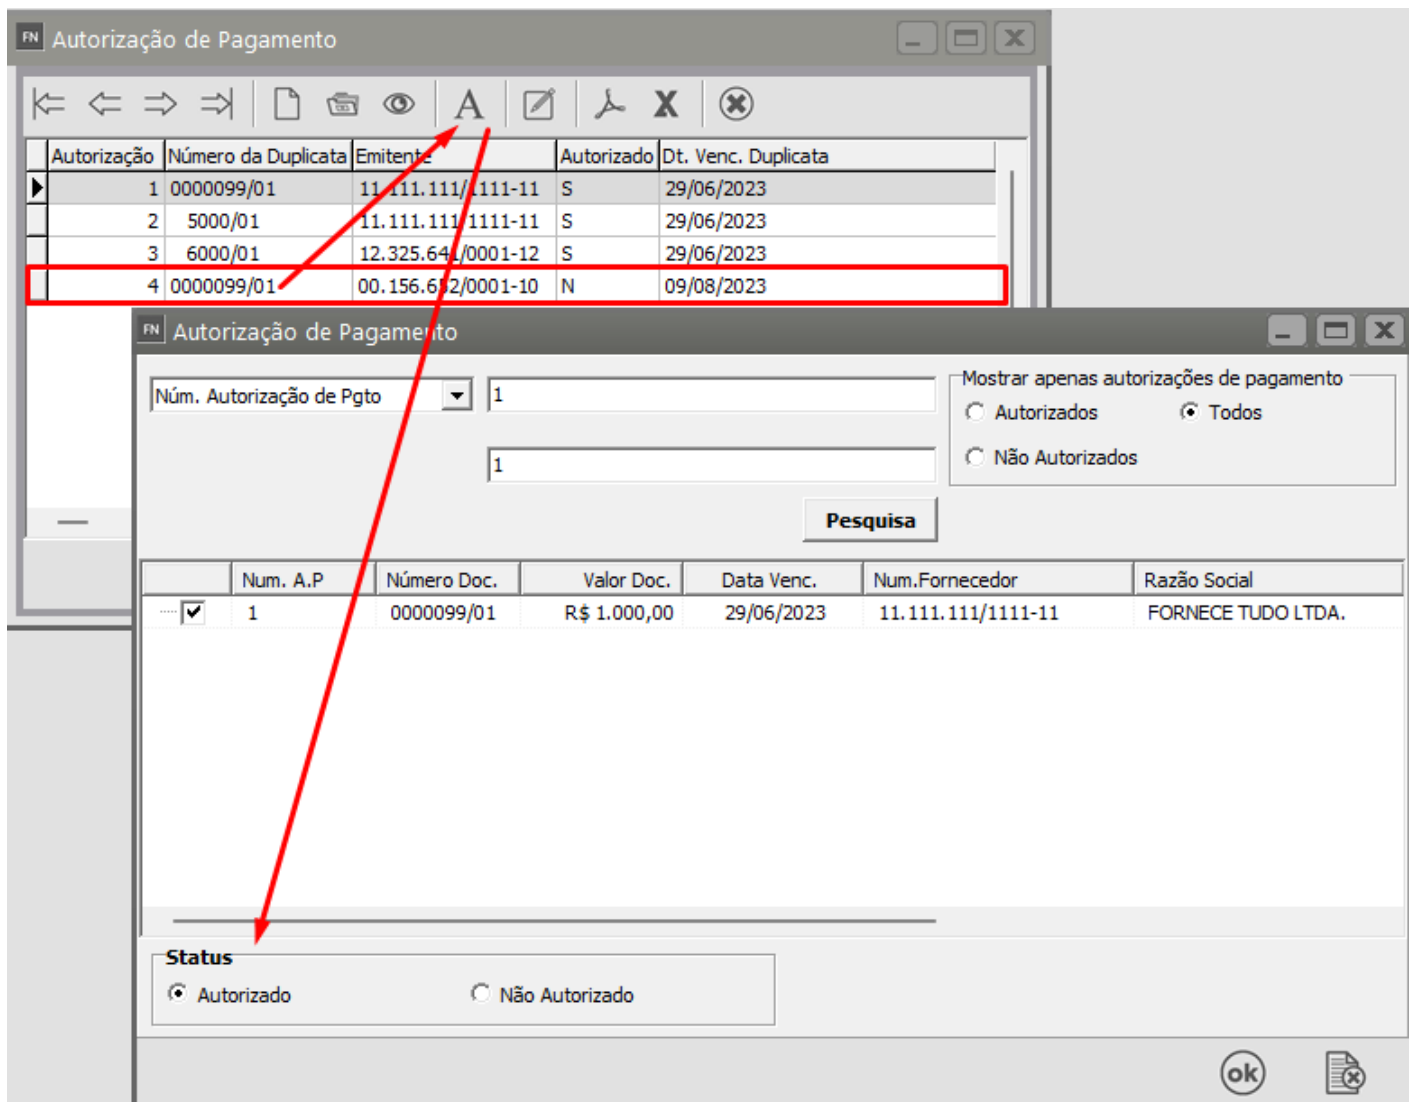 FN Autorização de Pagamento
A X
Autorização Número da Duplicata Emitente Autorizado Dt. Venc. Duplicata
1 0000099/01 11.111.111/1111-11 S 29/06/2023
2 5000/01 11.111.111/1111-11 S 29/06/2023
3 6000/01 12.325.641/0001-12 S 29/06/2023
4 0000099/01 00.156.652/0001-10 N 09/08/2023
FN Autorização de Pagamento
Núm. Autorização de Pgto 1
1
Mostrar apenas autorizações de pagamento
Autorizados Todos
Não Autorizados
Pesquisa
Num. A.P Número Doc. Valor Doc. Data Venc. Num.Fornecedor Razão Social
1 0000099/01 R$ 1.000,00 29/06/2023 11.111.111/1111-11 FORNECE TUDO LTDA.
Status
Autorizado Não Autorizado
ok